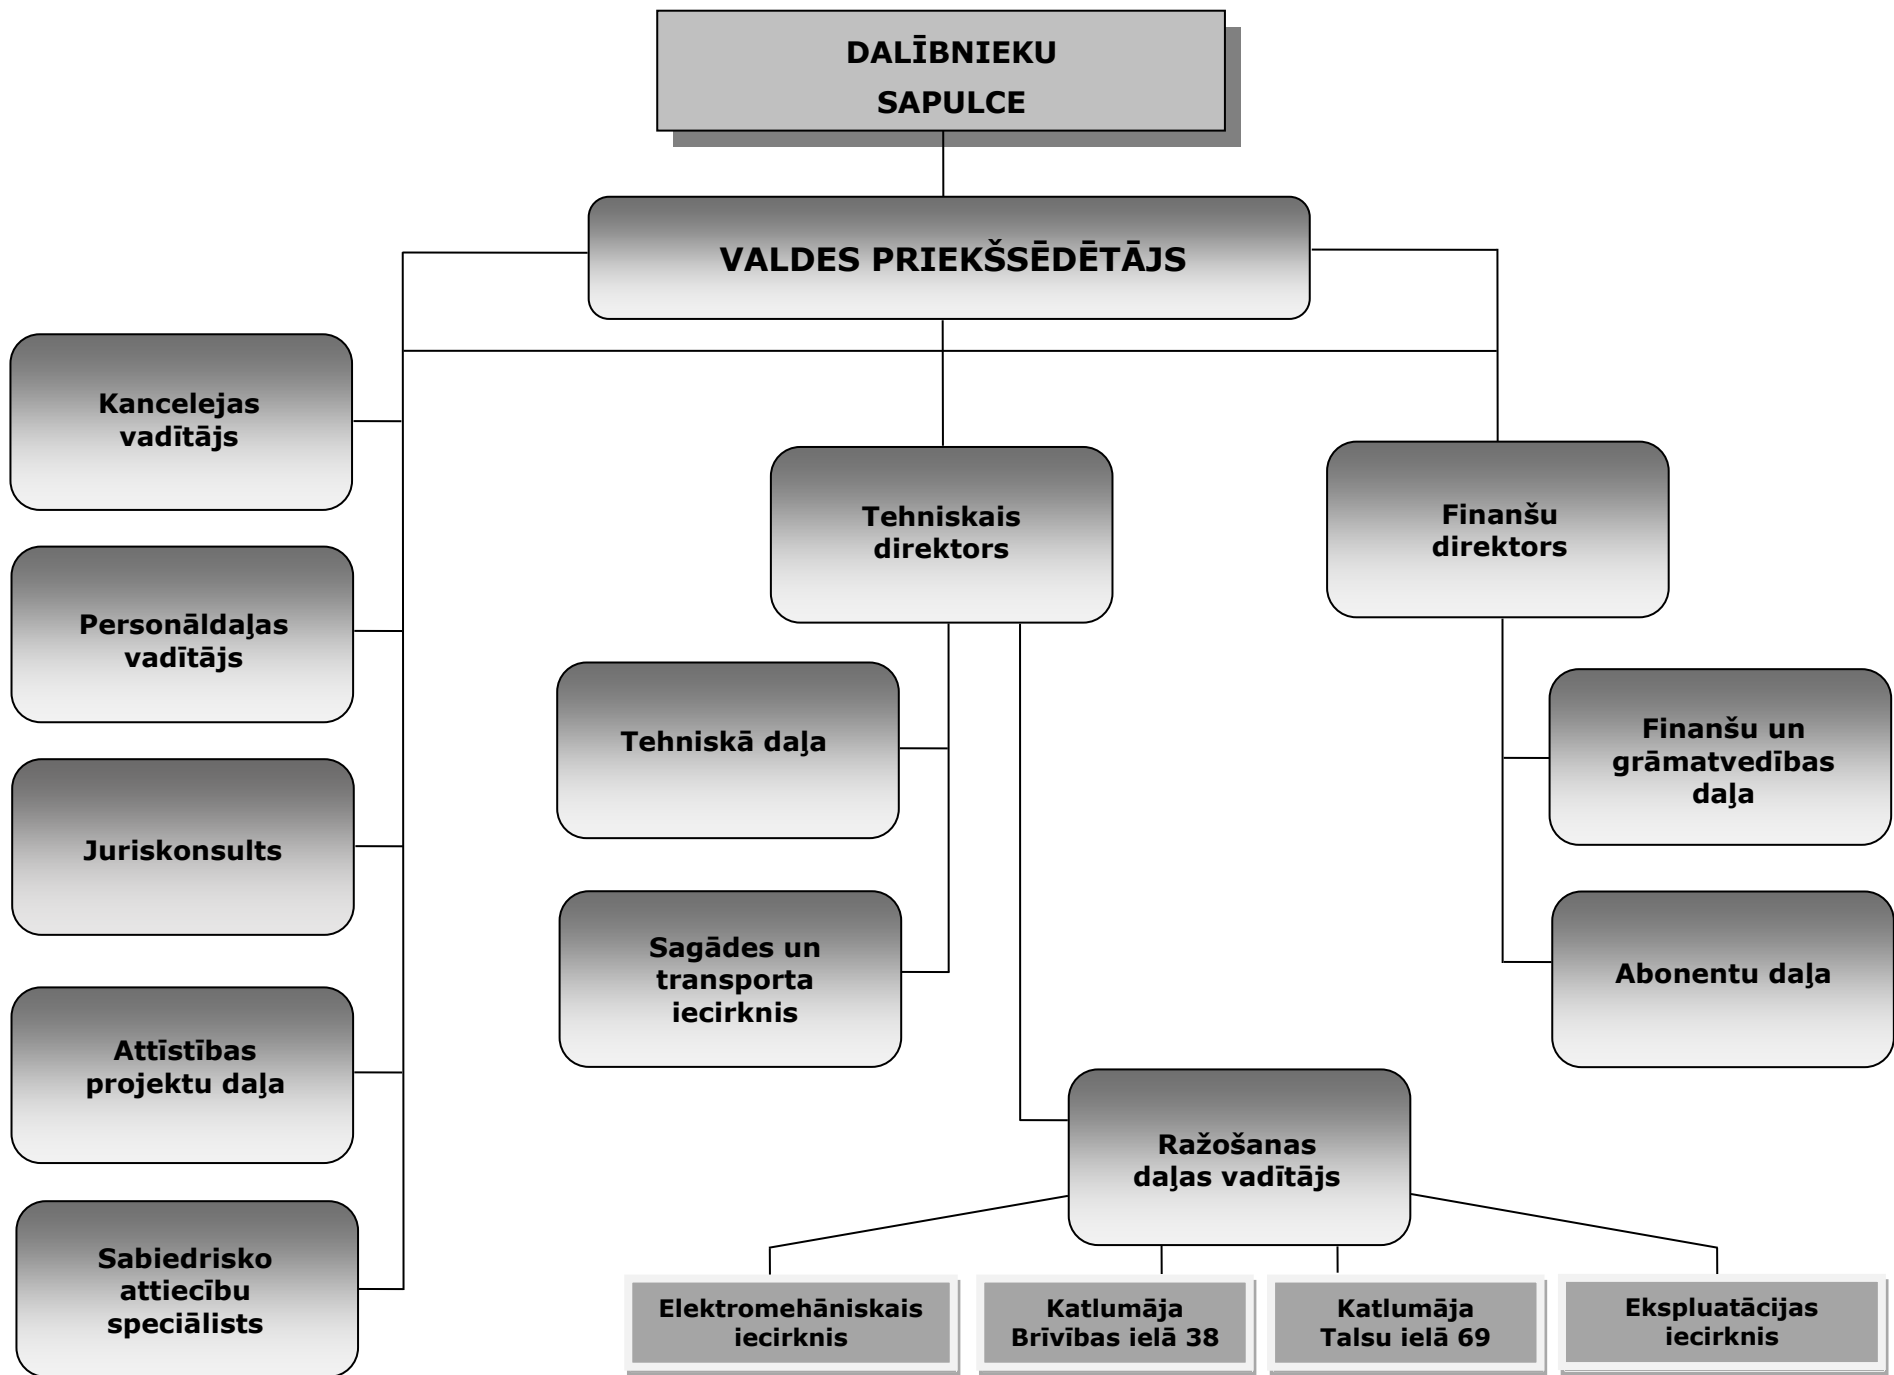 DALĪBNIEKU
SAPULCE
VALDES PRIEKŠSĒDĒTĀJS
Kancelejas
vadītājs
Personāldaļas
vadītājs
Juriskonsults
Attīstības
projektu daļa
Sabiedrisko
attiecību
speciālists
Tehniskais
direktors
Tehniskā daļa
Sagādes un
transporta
iecirknis
Finanšu
direktors
Finanšu un
grāmatvedības
daļa
Abonentu daļa
Ražošanas
daļas vadītājs
Elektromehāniskais
iecirknis
Katlumāja
Brīvības ielā 38
Katlumāja
Talsu ielā 69
Ekspluatācijas
iecirknis